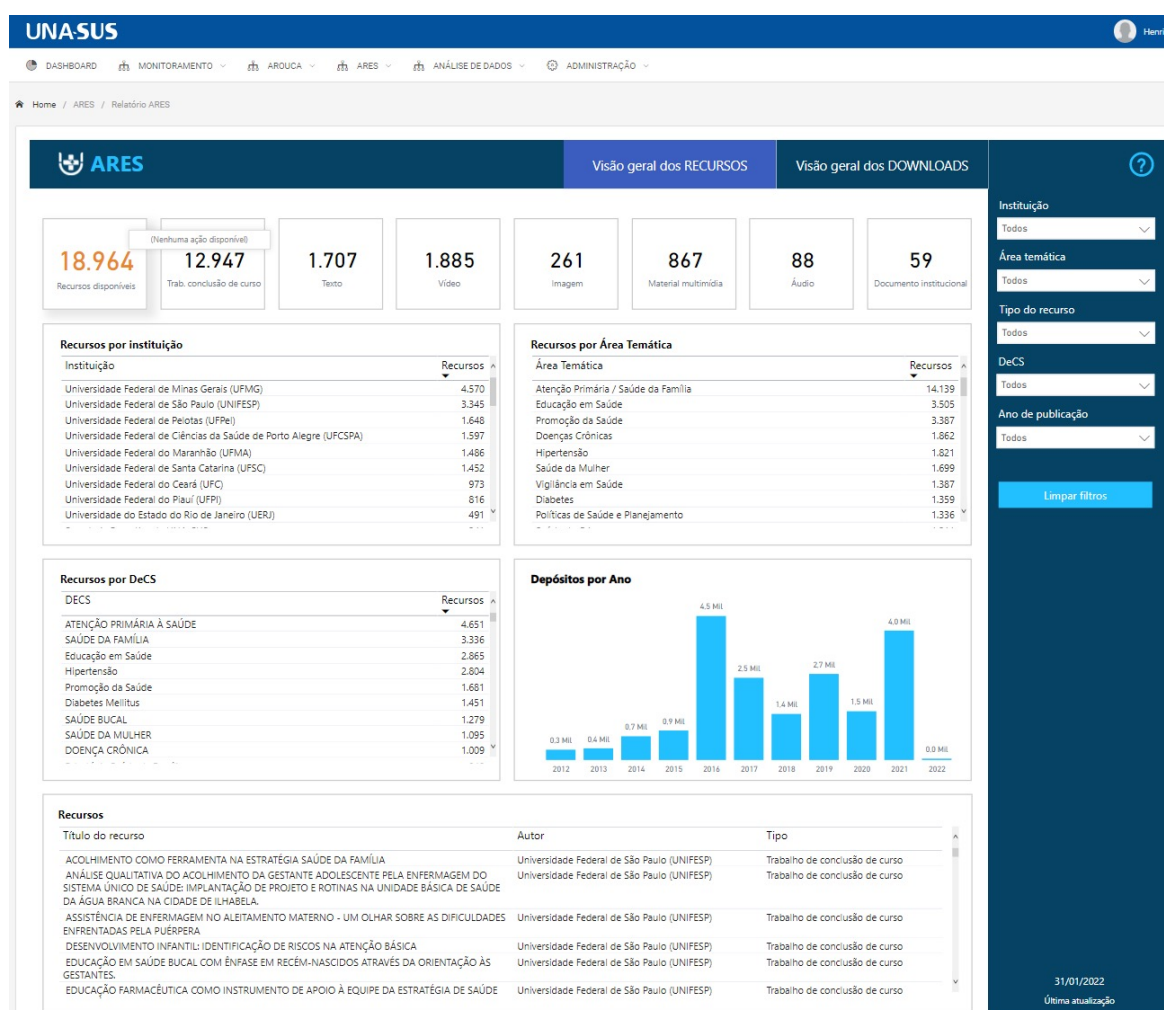 UNA-SUS
Henri
DASHBOARD MONITORAMENTO AROUCA ARES ANÁLISE DE DADOS ADMINISTRAÇÃO
Home / ARES / Relatório ARES
ARES
Visão geral dos RECURSOS
Visão geral dos DOWNLOADS
?
(Nenhuma ação disponível)
18.964
Recursos disponíveis
12.947
Trab. conclusão de curso
1.707
Texto
1.885
Vídeo
261
Imagem
867
Material multimídia
88
Áudio
59
Documento institucional
Instituição
Todos
Área temática
Todos
Tipo do recurso
Todos
DeCS
Todos
Ano de publicação
Todos
Limpar filtros
Recursos por instituição
Instituição Recursos
Universidade Federal de Minas Gerais (UFMG) 4.570
Universidade Federal de São Paulo (UNIFESP) 3.345
Universidade Federal de Pelotas (UFPel) 1.648
Universidade Federal de Ciências da Saúde de Porto Alegre (UFCSPA) 1.597
Universidade Federal do Maranhão (UFMA) 1.486
Universidade Federal de Santa Catarina (UFSC) 1.452
Universidade Federal do Ceará (UFC) 973
Universidade Federal do Piauí (UFPI) 816
Universidade do Estado do Rio de Janeiro (UERJ) 491
Recursos por Área Temática
Área Temática Recursos
Atenção Primária / Saúde da Família 14.139
Educação em Saúde 3.505
Promoção da Saúde 3.387
Doenças Crônicas 1.862
Hipertensão 1.821
Saúde da Mulher 1.699
Vigilância em Saúde 1.387
Diabetes 1.359
Políticas de Saúde e Planejamento 1.336
Recursos por DeCS
DECS Recursos
ATENÇÃO PRIMÁRIA À SAÚDE 4.651
SAÚDE DA FAMÍLIA 3.336
Educação em Saúde 2.865
Hipertensão 2.804
Promoção da Saúde 1.681
Diabetes Mellitus 1.451
SAÚDE BUCAL 1.279
SAÚDE DA MULHER 1.095
DOENÇA CRÔNICA 1.009
Depósitos por Ano
0.3 Mil 0.4 Mil 0.7 Mil 0.9 Mil 4.5 Mil 2.5 Mil 1.4 Mil 2.7 Mil 1.5 Mil 4.0 Mil 0.0 Mil
2012 2013 2014 2015 2016 2017 2018 2019 2020 2021 2022
Recursos
Título do recurso Autor Tipo
ACOLHIMENTO COMO FERRAMENTA NA ESTRATÉGIA SAÚDE DA FAMÍLIA Universidade Federal de São Paulo (UNIFESP) Trabalho de conclusão de curso
ANÁLISE QUALITATIVA DO ACOLHIMENTO DA GESTANTE ADOLESCENTE PELA ENFERMAGEM DO Universidade Federal de São Paulo (UNIFESP) Trabalho de conclusão de curso
SISTEMA ÚNICO DE SAÚDE: IMPLANTAÇÃO DE PROJETO E ROTINAS NA UNIDADE BÁSICA DE SAÚDE
DA ÁGUA BRANCA NA CIDADE DE ILHABELA.
ASSISTÊNCIA DE ENFERMAGEM NO ALEITAMENTO MATERNO - UM OLHAR SOBRE AS DIFICULDADES Universidade Federal de São Paulo (UNIFESP) Trabalho de conclusão de curso
ENFRENTADAS PELA PUÉRPERA
DESENVOLVIMENTO INFANTIL: IDENTIFICAÇÃO DE RISCOS NA ATENÇÃO BÁSICA Universidade Federal de São Paulo (UNIFESP) Trabalho de conclusão de curso
EDUCAÇÃO EM SAÚDE BUCAL COM ÊNFASE EM RECÉM-NASCIDOS ATRAVÉS DA ORIENTAÇÃO ÀS Universidade Federal de São Paulo (UNIFESP) Trabalho de conclusão de curso
GESTANTES.
EDUCAÇÃO FARMACÊUTICA COMO INSTRUMENTO DE APOIO À EQUIPE DA ESTRATÉGIA DE SAÚDE Universidade Federal de São Paulo (UNIFESP) Trabalho de conclusão de curso
31/01/2022
Última atualização